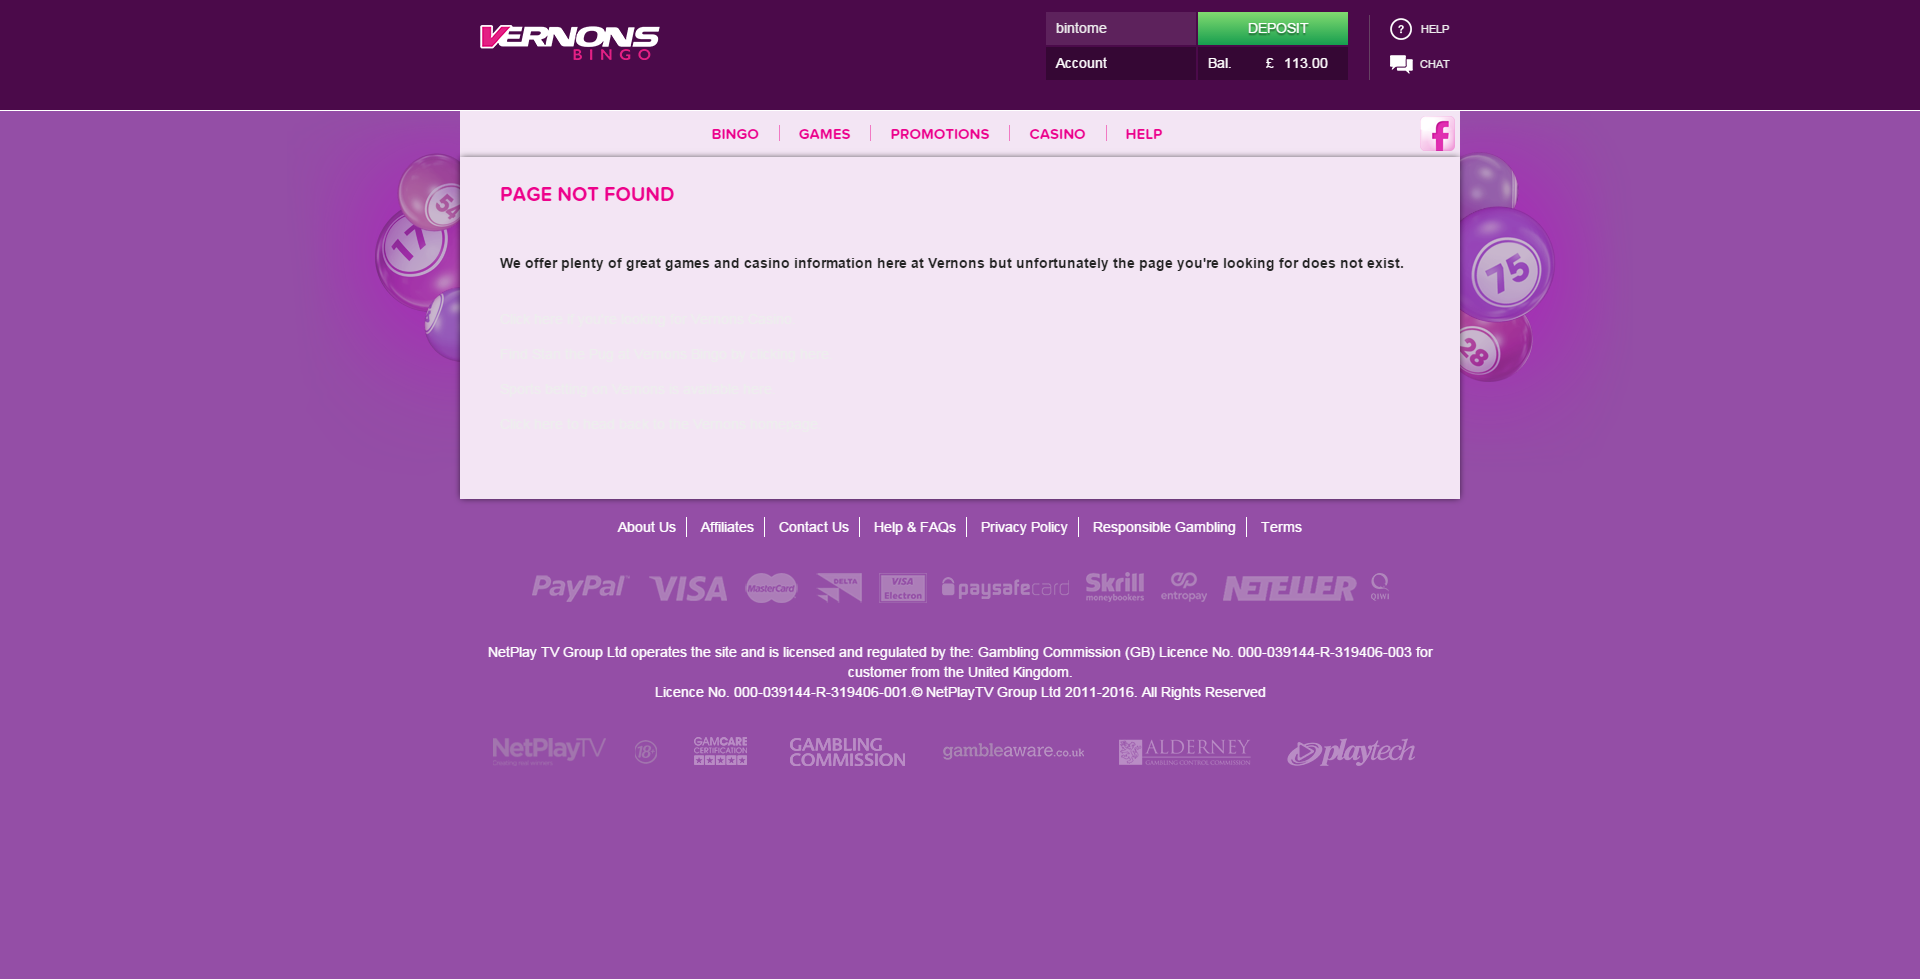 VERNONS
BINGO
bintome
DEPOSIT
Account
Bal. £ 113.00
? HELP
CHAT
BINGO GAMES PROMOTIONS CASINO HELP
f
54
17
75
28
PAGE NOT FOUND
We offer plenty of great games and casino information here at Vernons but unfortunately the page you're looking for does not exist.
About Us Affiliates Contact Us Help & FAQs Privacy Policy Responsible Gambling Terms
PayPal VISA MasterCard DELTA VISA Electron paysafecard Skrill moneybookers entropay NETELLER QIWI
NetPlay TV Group Ltd operates the site and is licensed and regulated by the: Gambling Commission (GB) Licence No. 000-039144-R-319406-003 for
customer from the United Kingdom.
Licence No. 000-039144-R-319406-001.© NetPlayTV Group Ltd 2011-2016. All Rights Reserved
NetPlayTV 18+ GAMCARE CERTIFICATION GAMBLING COMMISSION gambleaware.co.uk ALDERNEY GAMBLING CONTROL COMMISSION playtech